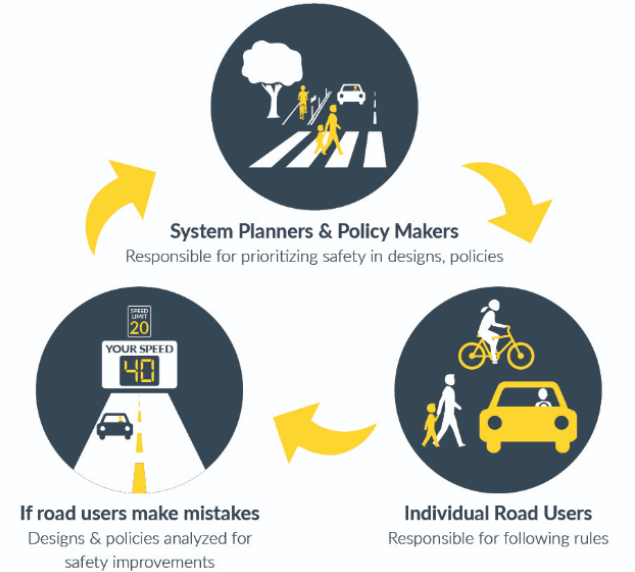 System Planners & Policy Makers
Responsible for prioritizing safety in designs, policies
SPEED
LIMIT
20
YOUR SPEED
40
If road users make mistakes
Designs & policies analyzed for
safety improvements
Individual Road Users
Responsible for following rules